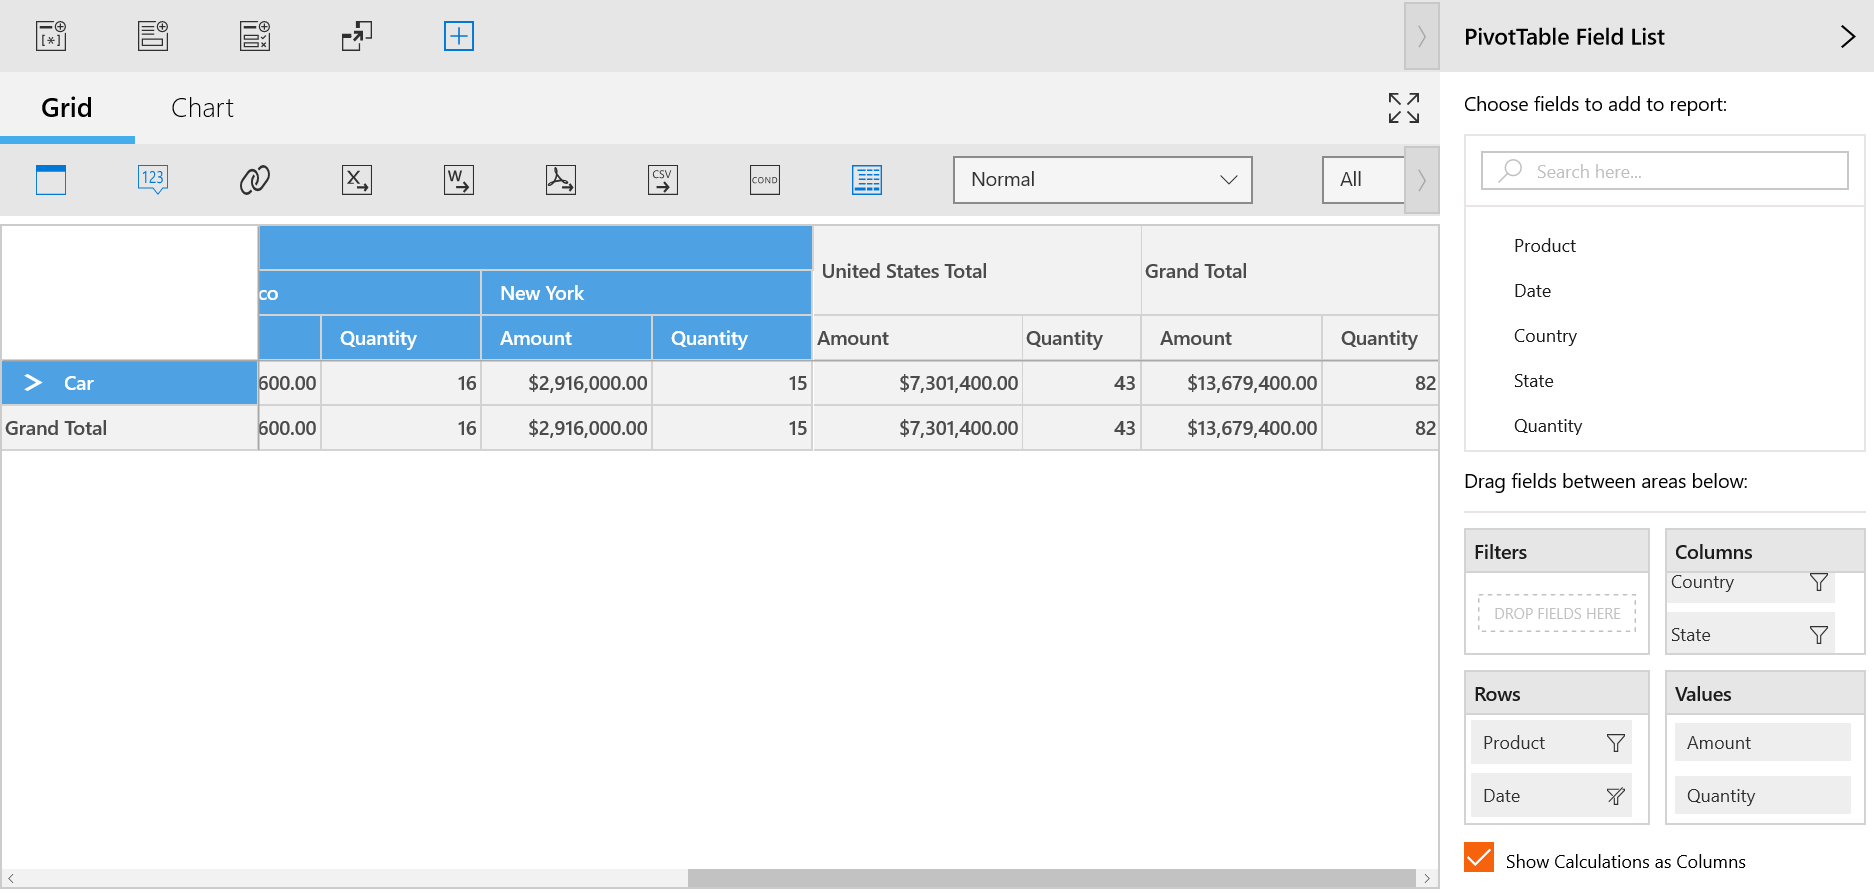 [*]
PivotTable Field List
Grid
Chart
Choose fields to add to report:
123
X
W
CSV
COND
Normal
All
Search here...
United States Total
Grand Total
co
New York
Quantity
Amount
Quantity
Amount
Quantity
Amount
Quantity
Car
600.00
16
$2,916,000.00
15
$7,301,400.00
43
$13,679,400.00
82
Grand Total
600.00
16
$2,916,000.00
15
$7,301,400.00
43
$13,679,400.00
82
Product
Date
Country
State
Quantity
Drag fields between areas below:
Filters
DROP FIELDS HERE
Columns
Country
State
Rows
Product
Date
Values
Amount
Quantity
Show Calculations as Columns